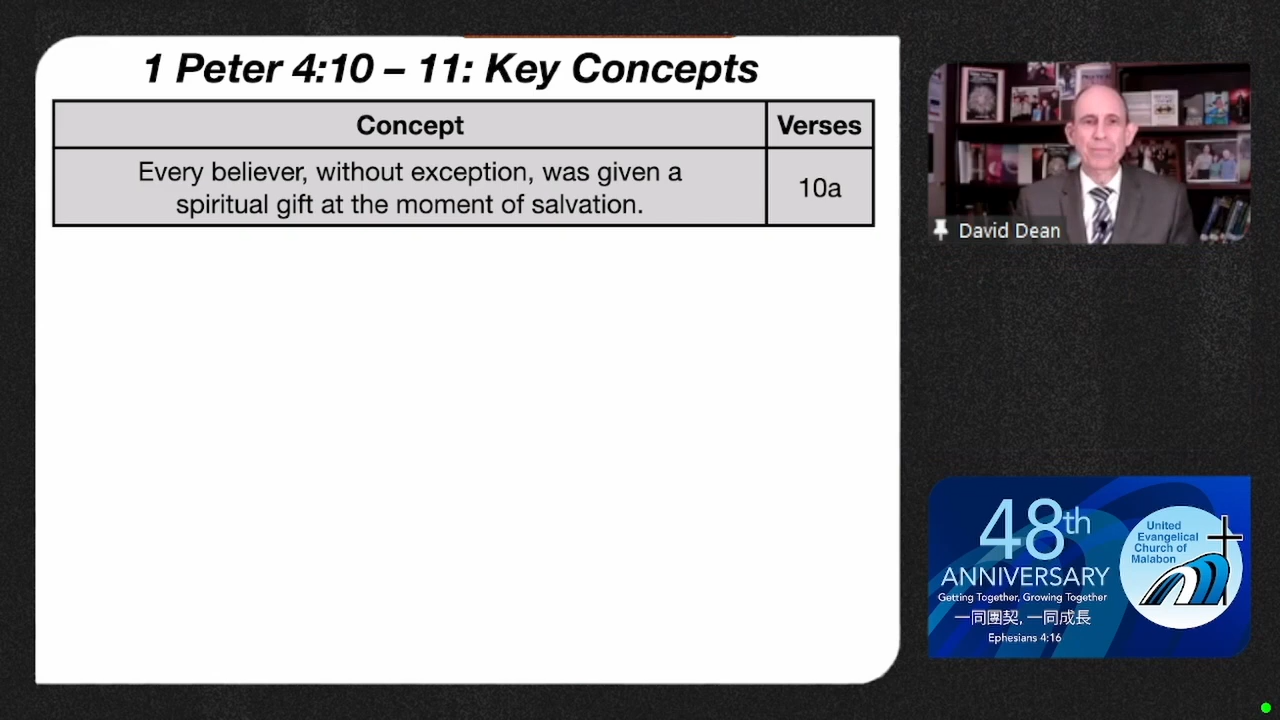 1 Peter 4:10 – 11: Key Concepts
Concept
Verses
Every believer, without exception, was given a
spiritual gift at the moment of salvation.
10a
David Dean
48th
ANNIVERSARY
Getting Together, Growing Together
一同團契, 一同成長
Ephesians 4:16
United
Evangelical
Church of
Malabon